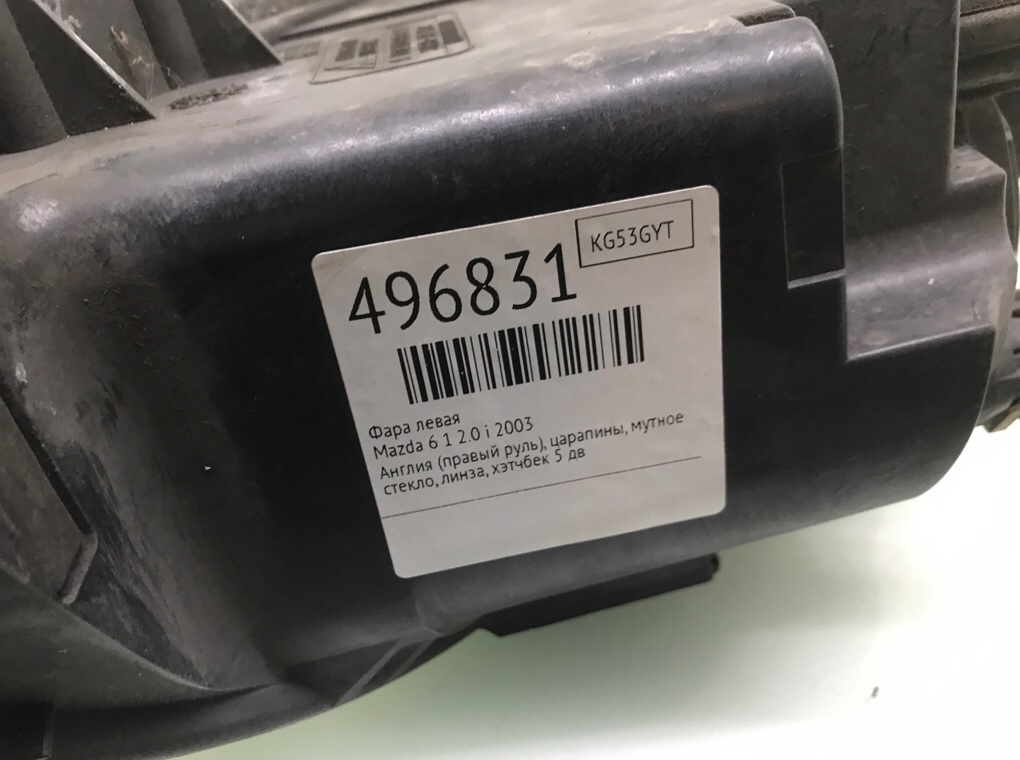 496831
KG53GYT
Фара левая
Mazda 6 1 2.0 i 2003
Англия (правый руль), царапины, мутное
стекло, линза, хэтчбек 5 дв